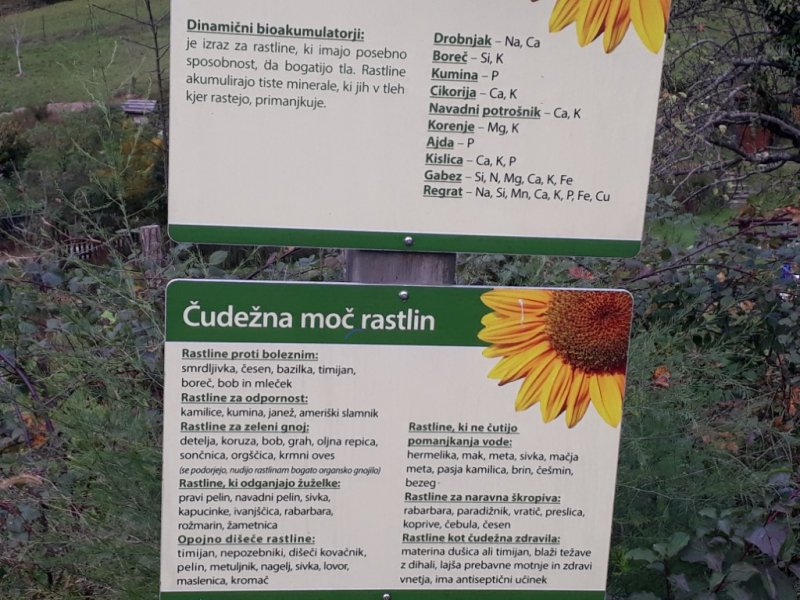 Dinamični bioakumulatorji:
je izraz za rastline, ki imajo posebno
sposobnost, da bogatijo tla. Rastline
akumulirajo tiste minerale, ki jih v tleh
kjer rastejo, primanjkuje.
Drobnjak – Na, Ca
Boreč – Si, K
Kumina – P
Cikorija – Ca, K
Navadni potrošnik – Ca, K
Korenje – Mg, K
Ajda – P
Kislica – Ca, K, P
Gabez – Si, N, Mg, Ca, K, Fe
Regrat – Na, Si, Mn, Ca, K, P, Fe, Cu
Čudežna moč rastlin
Rastline proti boleznim:
smrdljivka, česen, bazilka, timijan,
boreč, bob in mleček
Rastline za odpornost:
kamilice, kumina, janež, ameriški slamnik
Rastline za zeleni gnoj:
detelja, koruza, bob, grah, oljna repica,
sončnica, orgščica, krmni oves
(se podorjejo, nudijo rastlinam bogato organsko gnojilo)
Rastline, ki odganjajo žuželke:
pravi pelin, navadni pelin, sivka,
kapucinke, ivanjščica, rabarbara,
rožmarin, žametnica
Opojno dišeče rastline:
timijan, nepozebniki, dišeči kovačnik,
pelin, metuljnik, nagelj, sivka, lovor,
maslenica, kromač
Rastline, ki ne čutijo
pomanjkanja vode:
hermelika, mak, meta, sivka, mačja
meta, pasja kamilica, brin, češmin,
bezeg
Rastline za naravna škropiva:
rabarbara, paradižnik, vratič, preslica,
koprive, čebula, česen
Rastline kot čudežna zdravila:
materina dušica ali timijan, blaži težave
z dihali, lajša prebavne motnje in zdravi
vnetja, ima antiseptični učinek